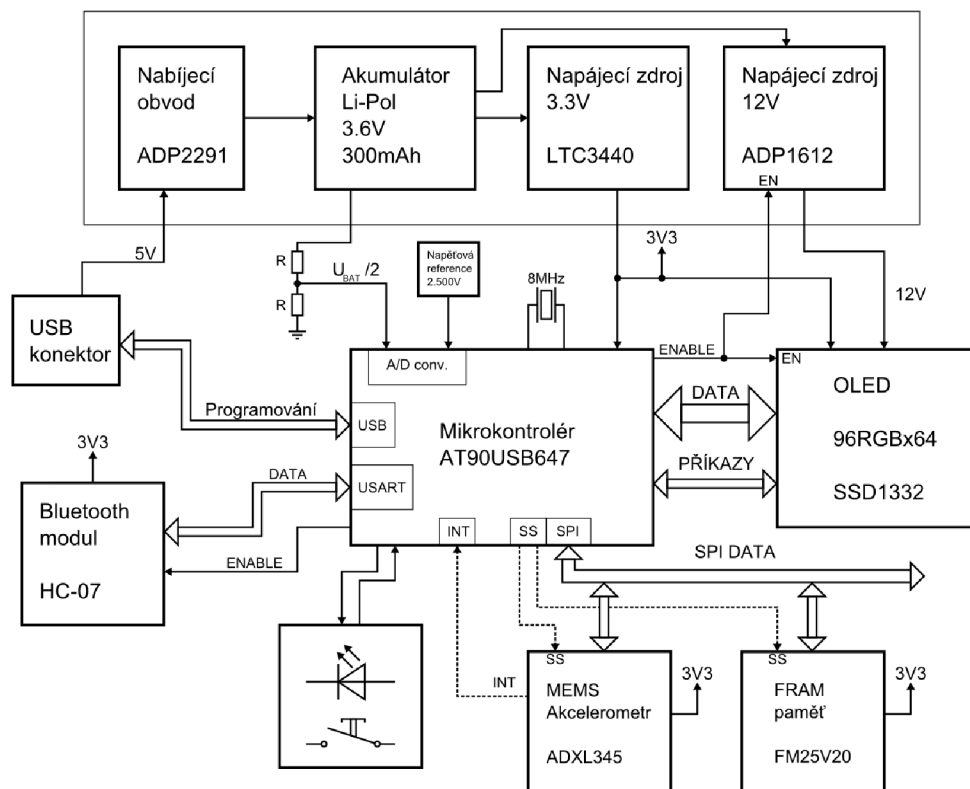 Nabíjecí
obvod
ADP2291
Akumulátor
Li-Pol
3.6V
300mAh
Napájecí zdroj
3.3V
LTC3440
Napájecí zdroj
12V
ADP1612
EN
5V
R
R
U_BAT /2
Napěťová
reference
2.500V
8MHz
3V3
12V
USB
konektor
Programování
A/D conv.
USB
USART
Mikrokontrolér
AT90USB647
INT
SS
SPI
ENABLE
EN
DATA
PŘÍKAZY
OLED
96RGBx64
SSD1332
3V3
Bluetooth
modul
HC-07
DATA
ENABLE
SPI DATA
INT
SS
MEMS
Akcelerometr
ADXL345
3V3
SS
FRAM
paměť
FM25V20
3V3